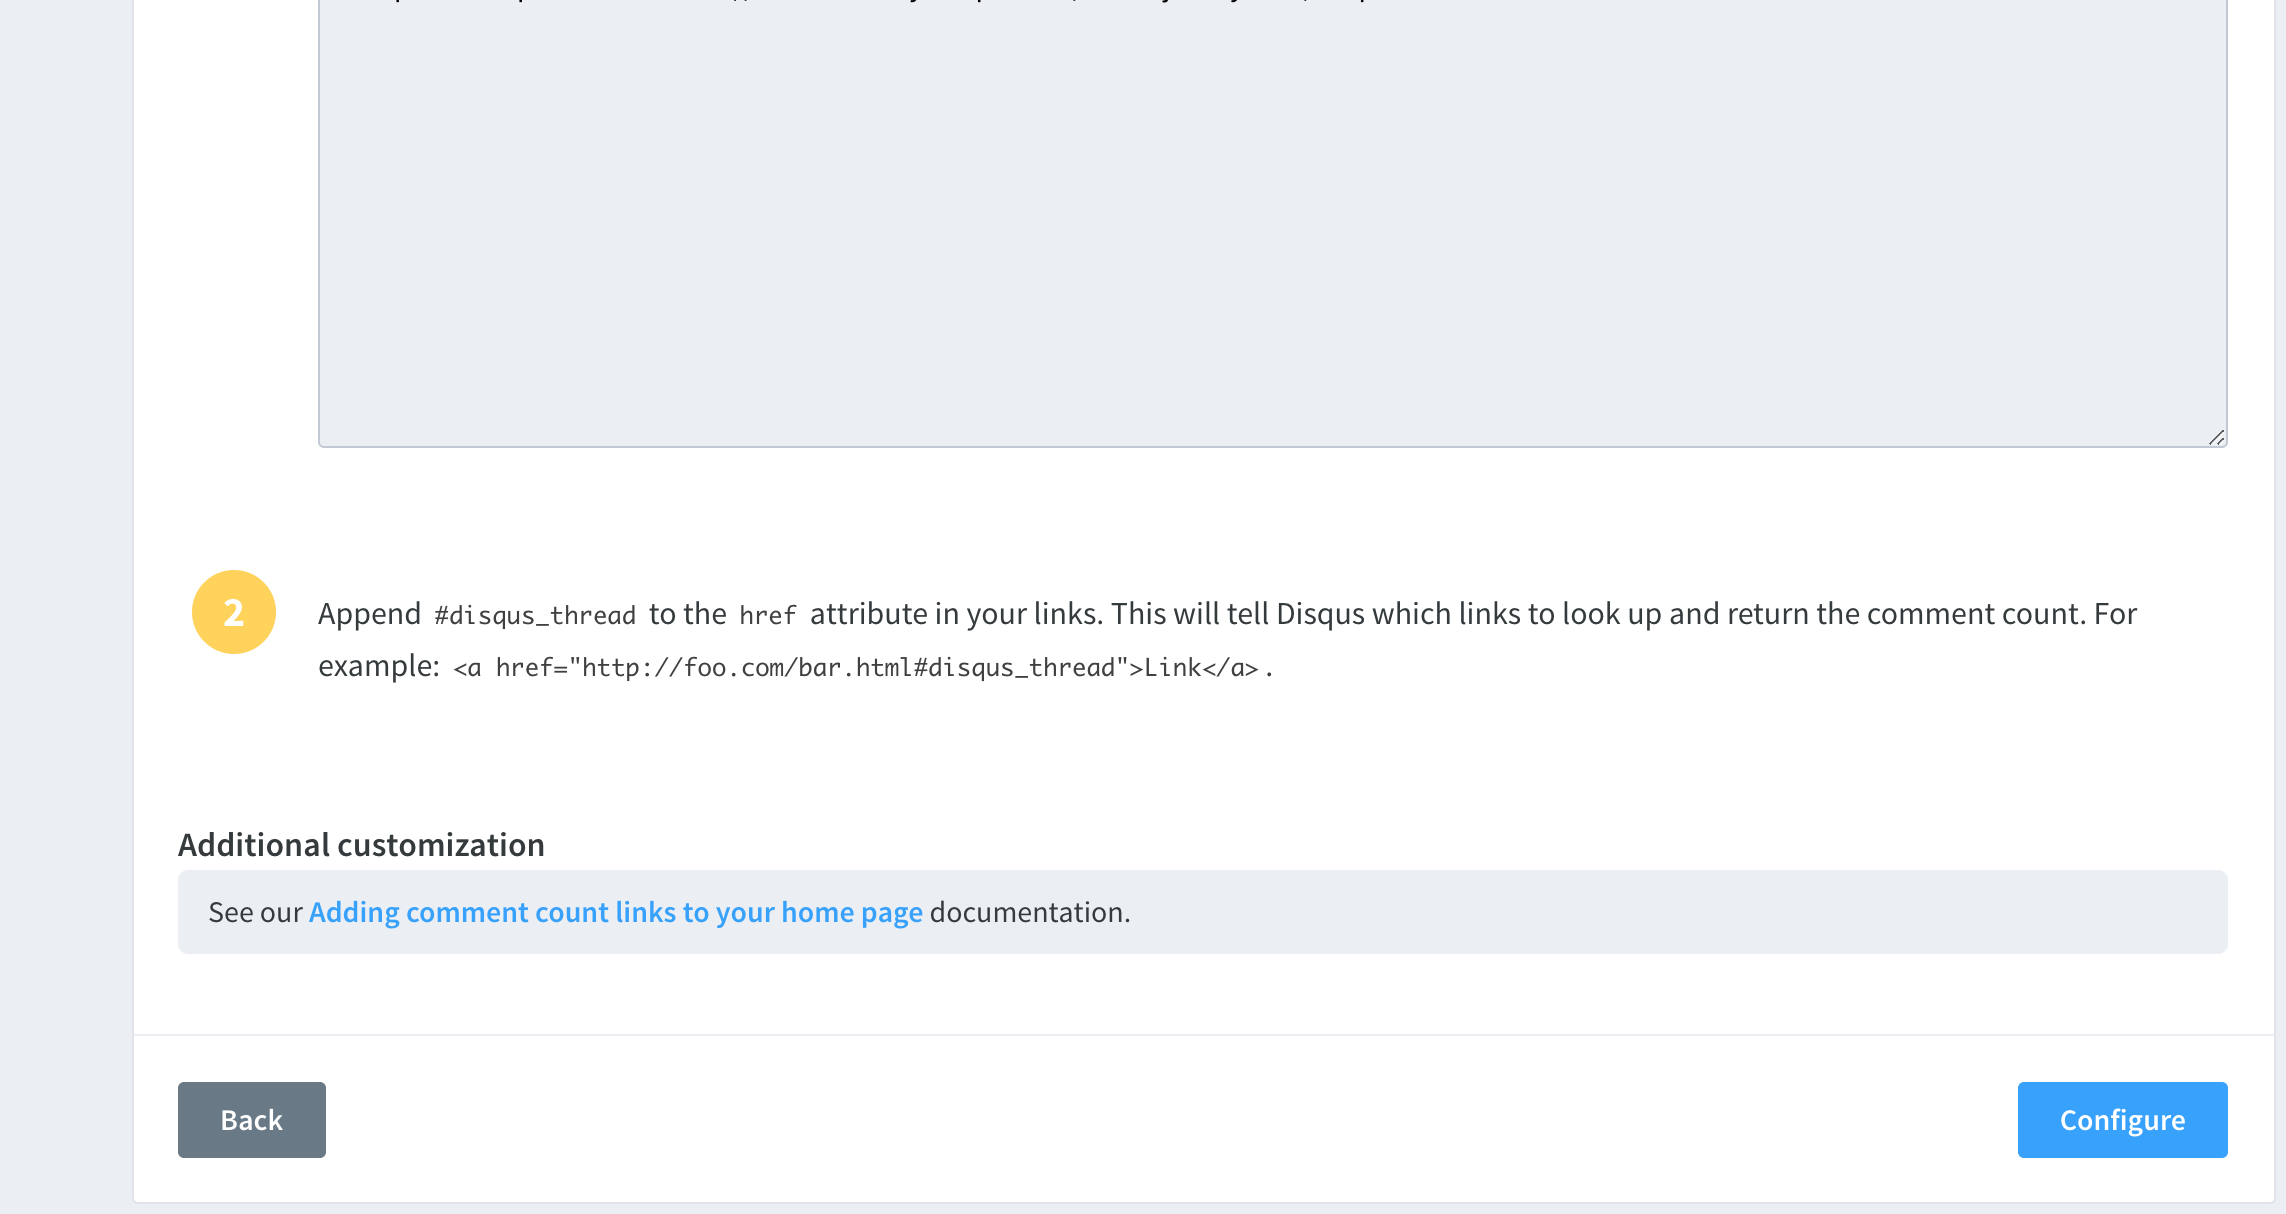 2
Append #disqus_thread to the href attribute in your links. This will tell Disqus which links to look up and return the comment count. For
example: <a href="http://foo.com/bar.html#disqus_thread">Link</a>.
Additional customization
See our Adding comment count links to your home page documentation.
Back
Configure